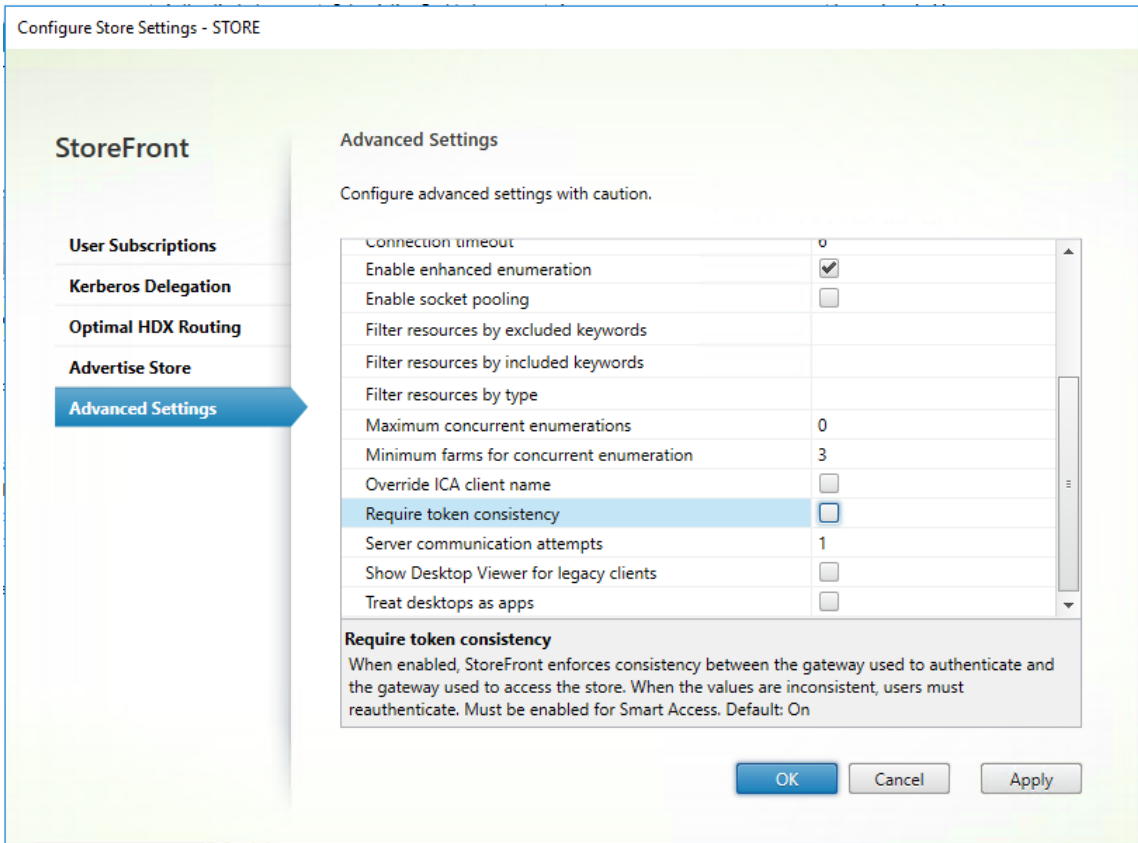 Configure Store Settings - STORE
StoreFront
User Subscriptions
Kerberos Delegation
Optimal HDX Routing
Advertise Store
Advanced Settings
Advanced Settings
Configure advanced settings with caution.
Connection timeout 6
Enable enhanced enumeration
Enable socket pooling
Filter resources by excluded keywords
Filter resources by included keywords
Filter resources by type
Maximum concurrent enumerations 0
Minimum farms for concurrent enumeration 3
Override ICA client name
Require token consistency
Server communication attempts 1
Show Desktop Viewer for legacy clients
Treat desktops as apps
Require token consistency
When enabled, StoreFront enforces consistency between the gateway used to authenticate and
the gateway used to access the store. When the values are inconsistent, users must
reauthenticate. Must be enabled for Smart Access. Default: On
OK Cancel Apply